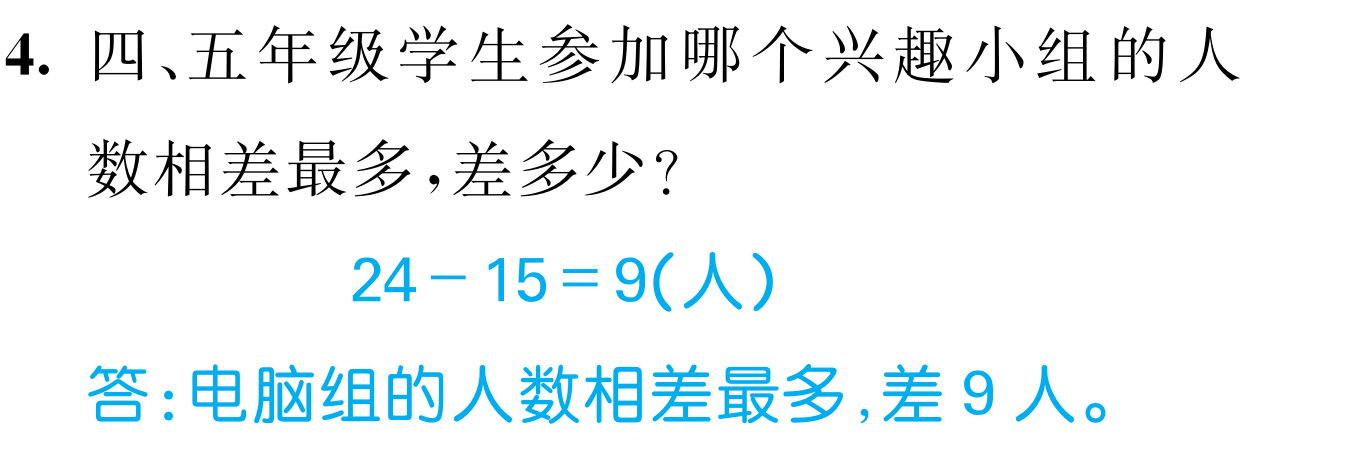 4. 四、五年级学生参加哪个兴趣小组的人
数相差最多,差多少?
24－15＝9(人)
答:电脑组的人数相差最多,差9人。